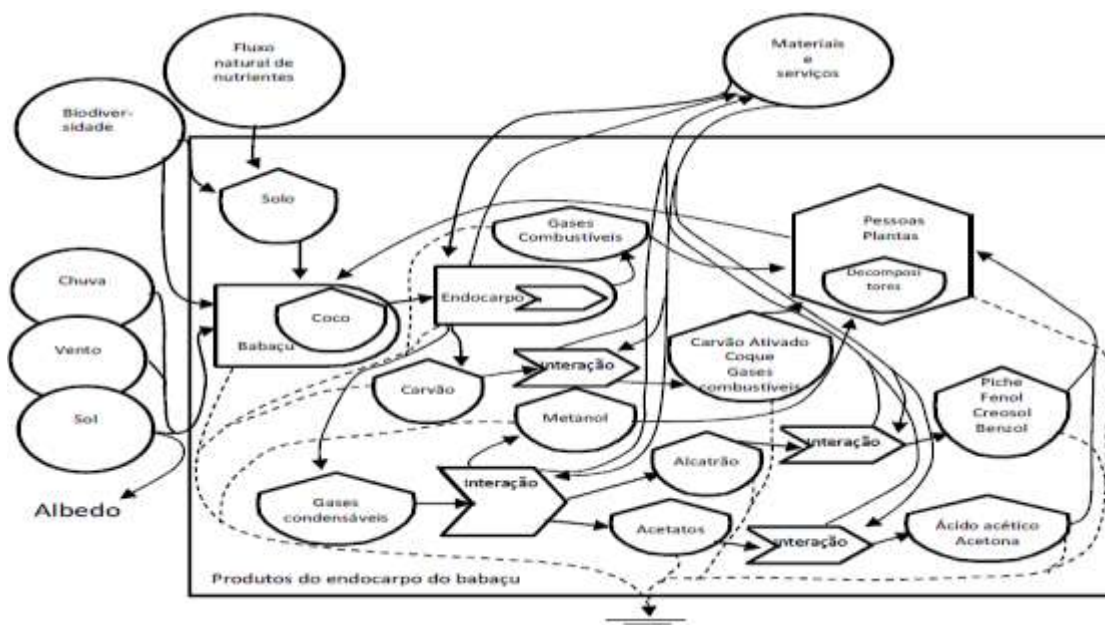 Fluxo
natural de
nutrientes
Materiais
e
serviços
Biodiver-
sidade
Solo
Pessoas
Plantas
Gases
Combustíveis
Decomposi
tores
Chuva
Endocarpo
Coco
Babaçu
Vento
Carvão Ativado
Coque
Gases
combustíveis
Interação
Carvão
Piche
Fenol
Creosol
Benzol
Sol
Metanol
Interação
Alcatrão
Interação
Albedo
Gases
condensáveis
Acetatos
Interação
Ácido acético
Acetona
Produtos do endocarpo do babaçu